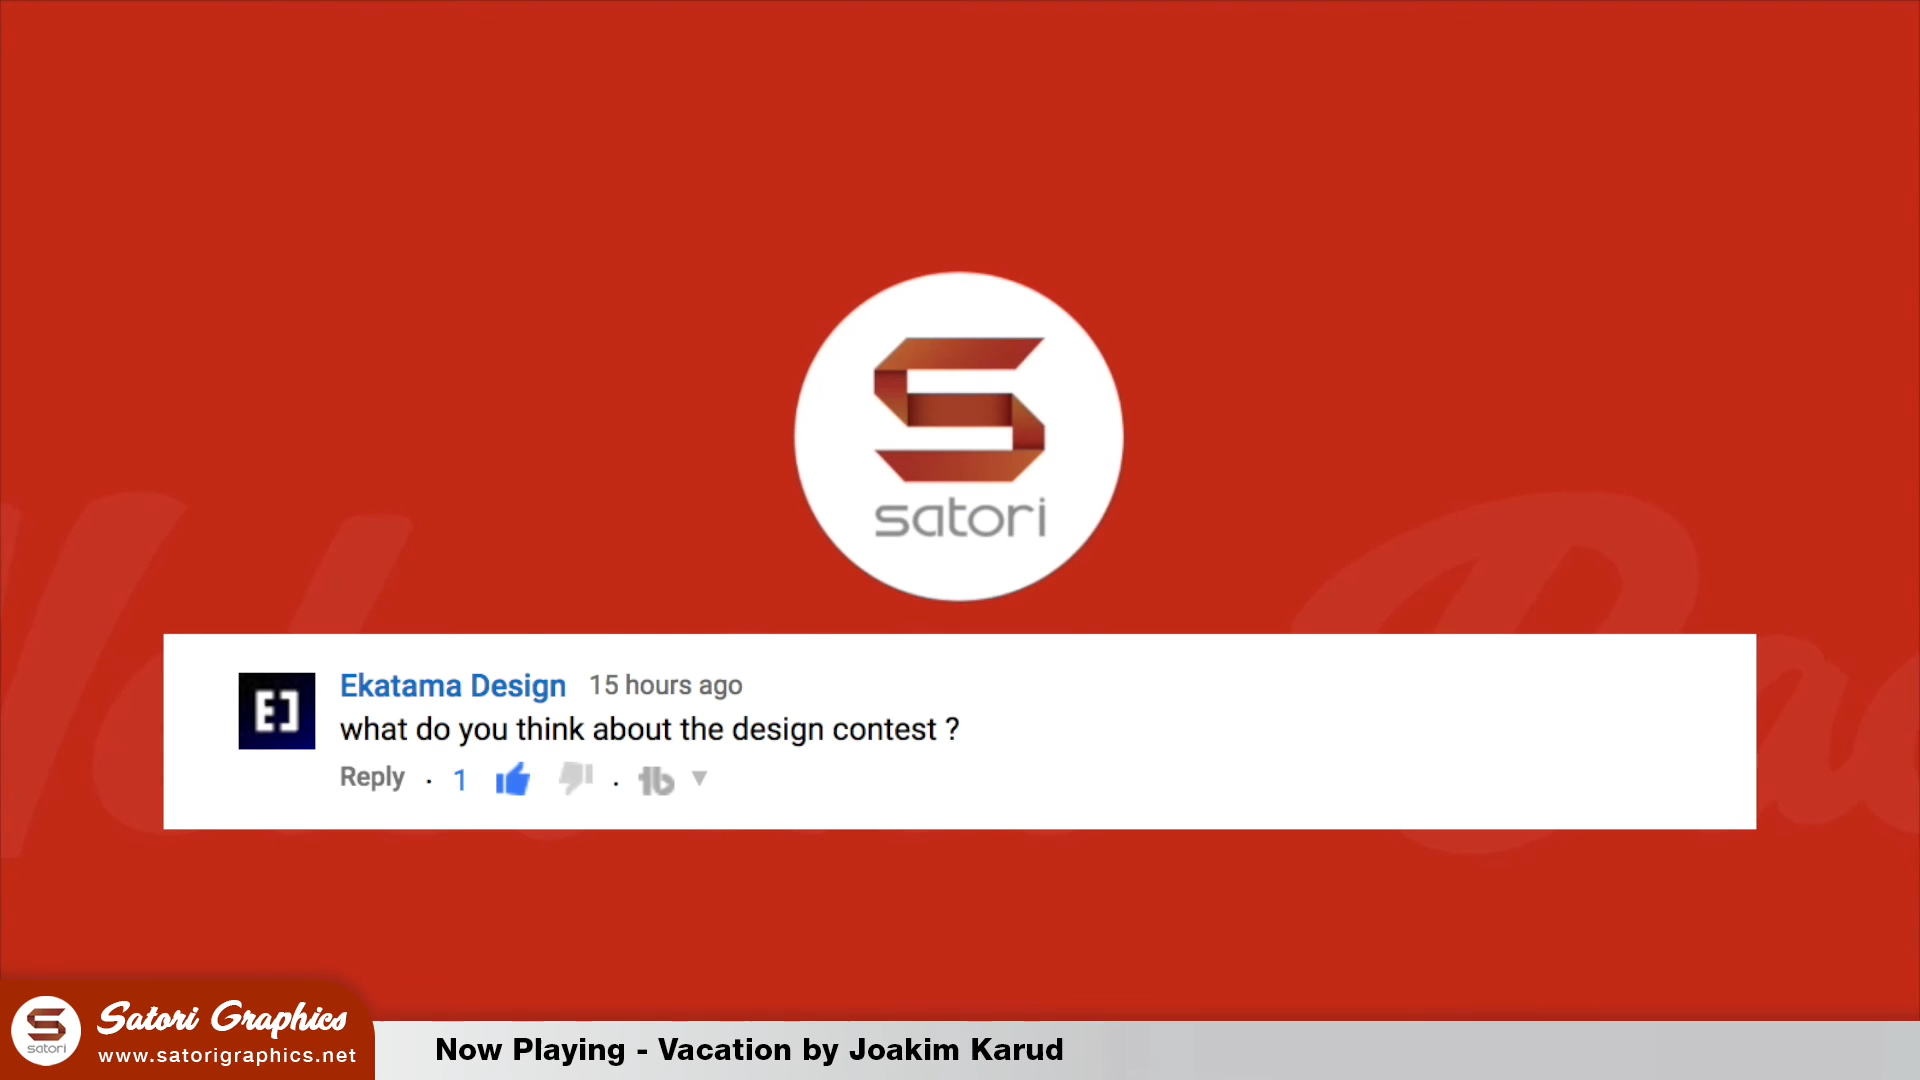 satori
Ekatama Design 15 hours ago
what do you think about the design contest ?
Reply · 1
Satori Graphics
satori
www.satorigraphics.net
Now Playing - Vacation by Joakim Karud